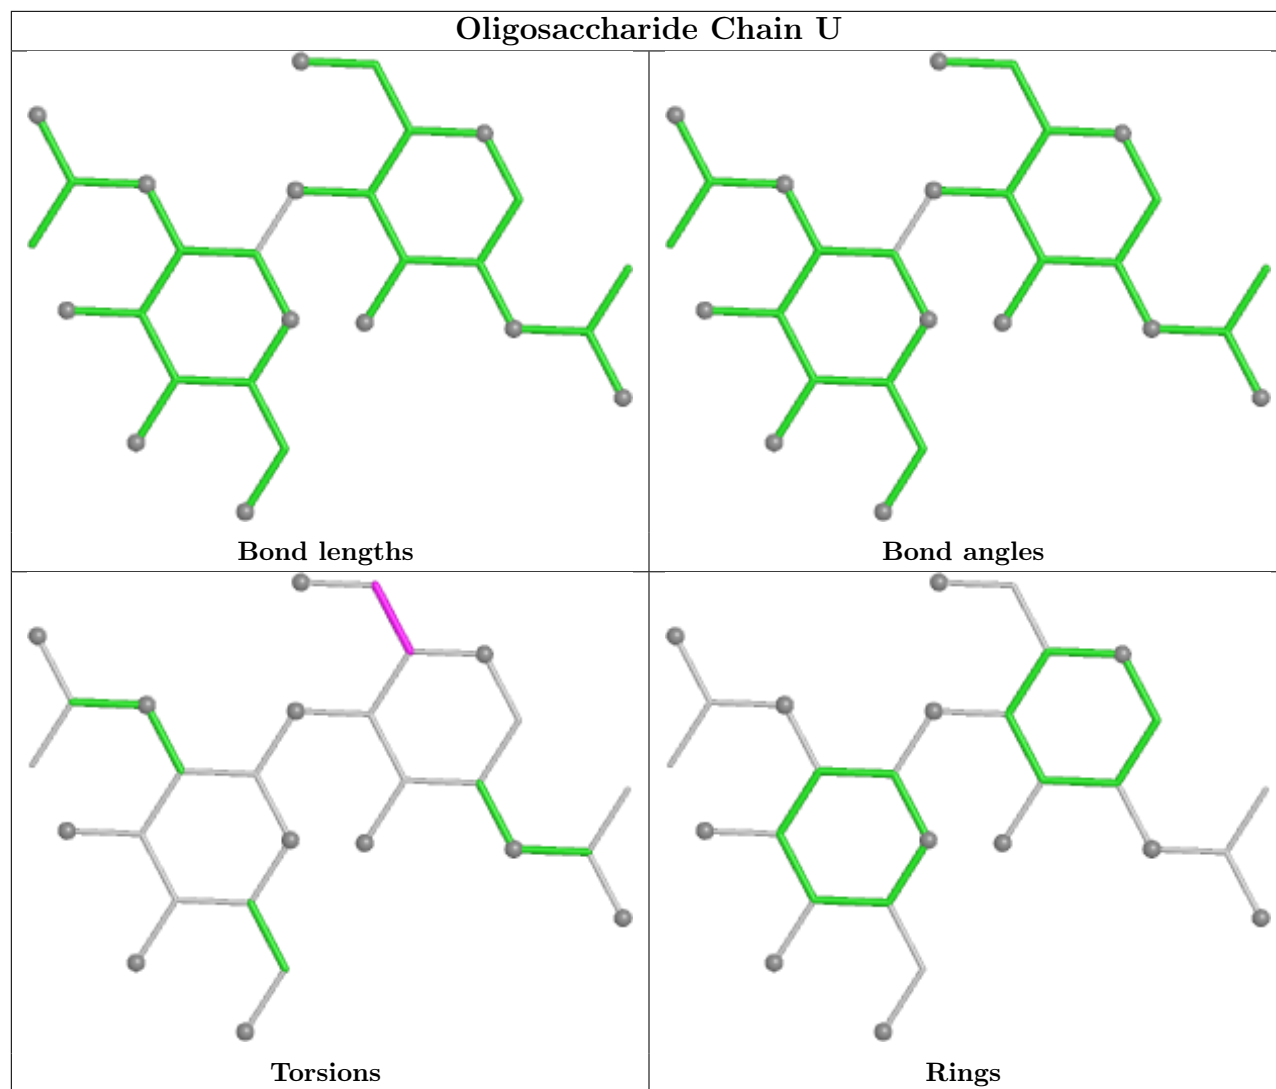 Oligosaccharide Chain U
Bond lengths
Bond angles
Torsions
Rings